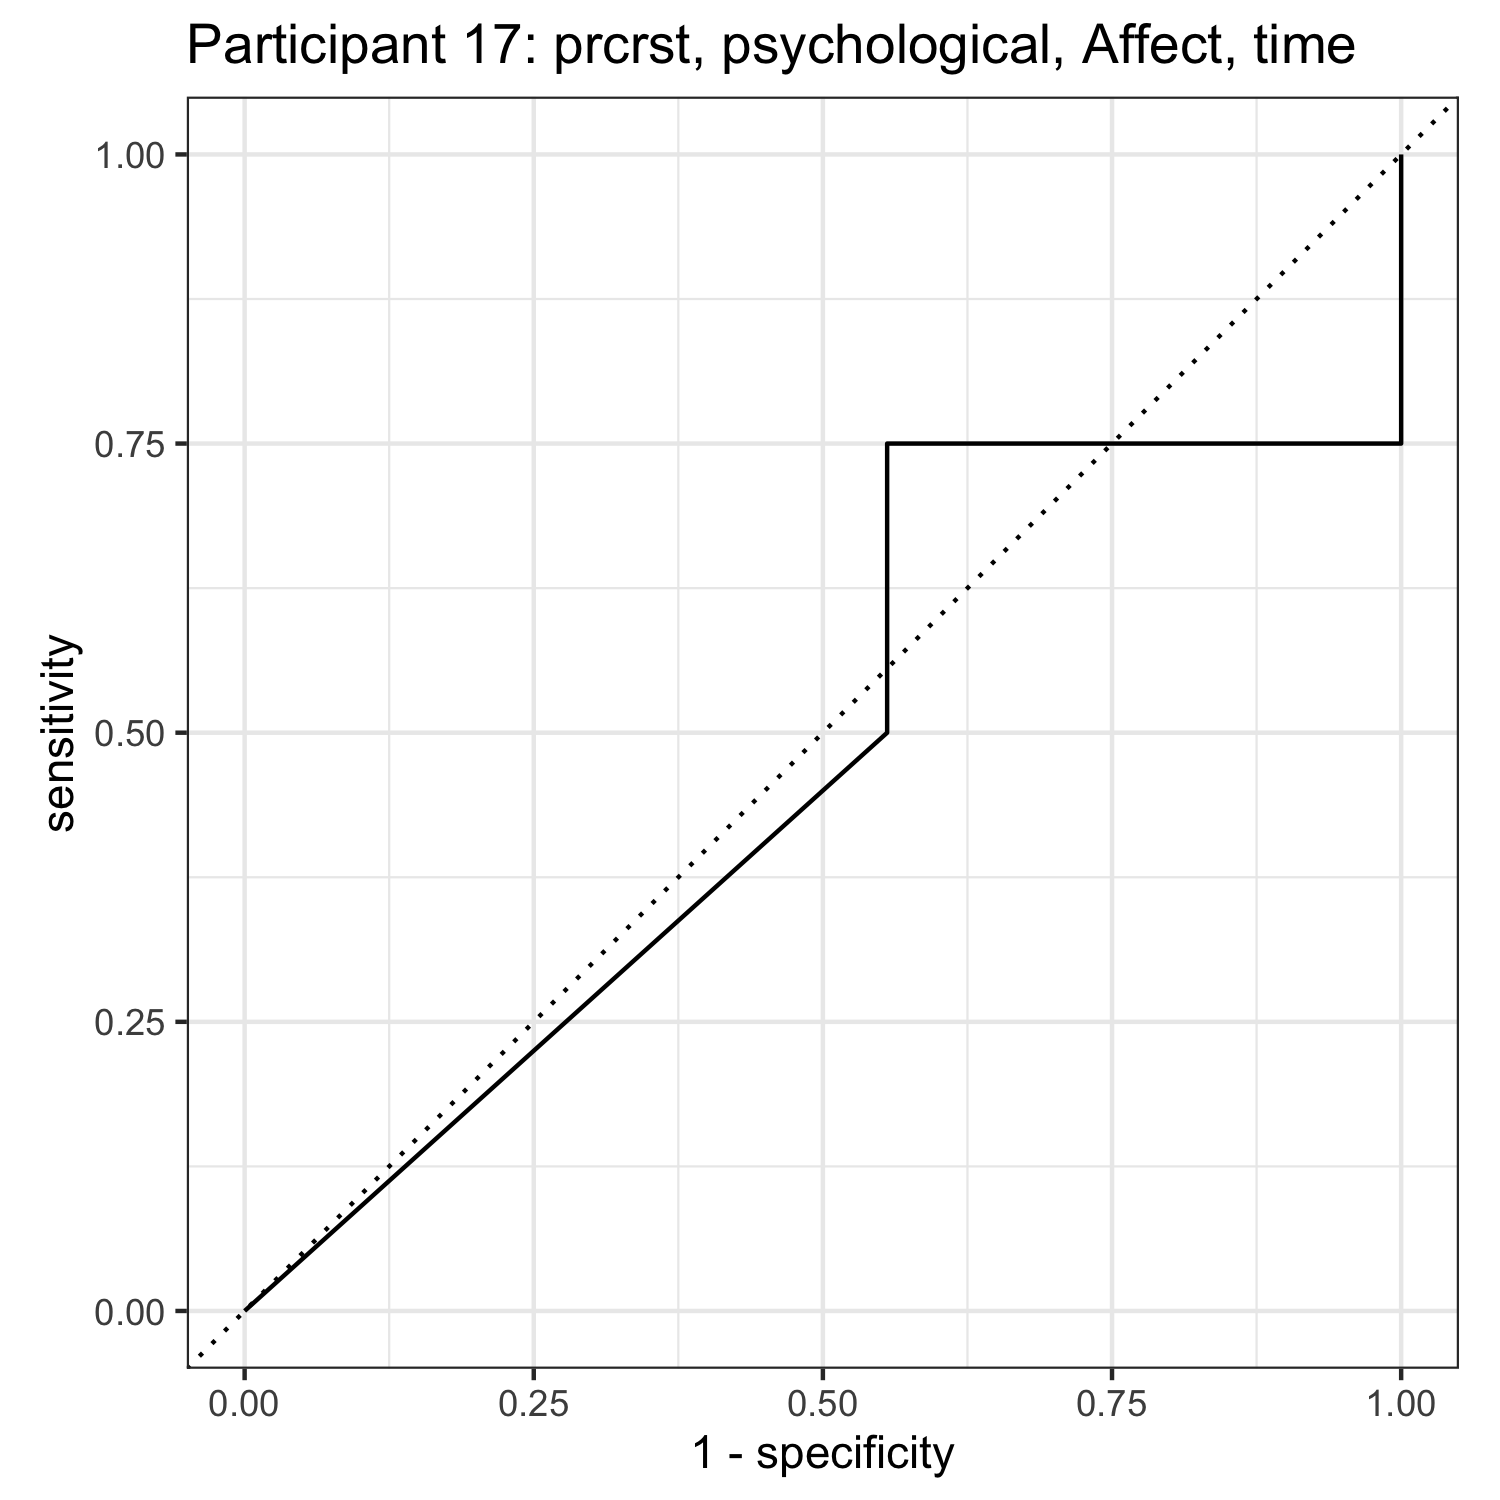 Participant 17: prcrst, psychological, Affect, time
1.00
0.75
0.50
0.25
0.00
sensitivity
0.00 0.25 0.50 0.75 1.00
1 - specificity